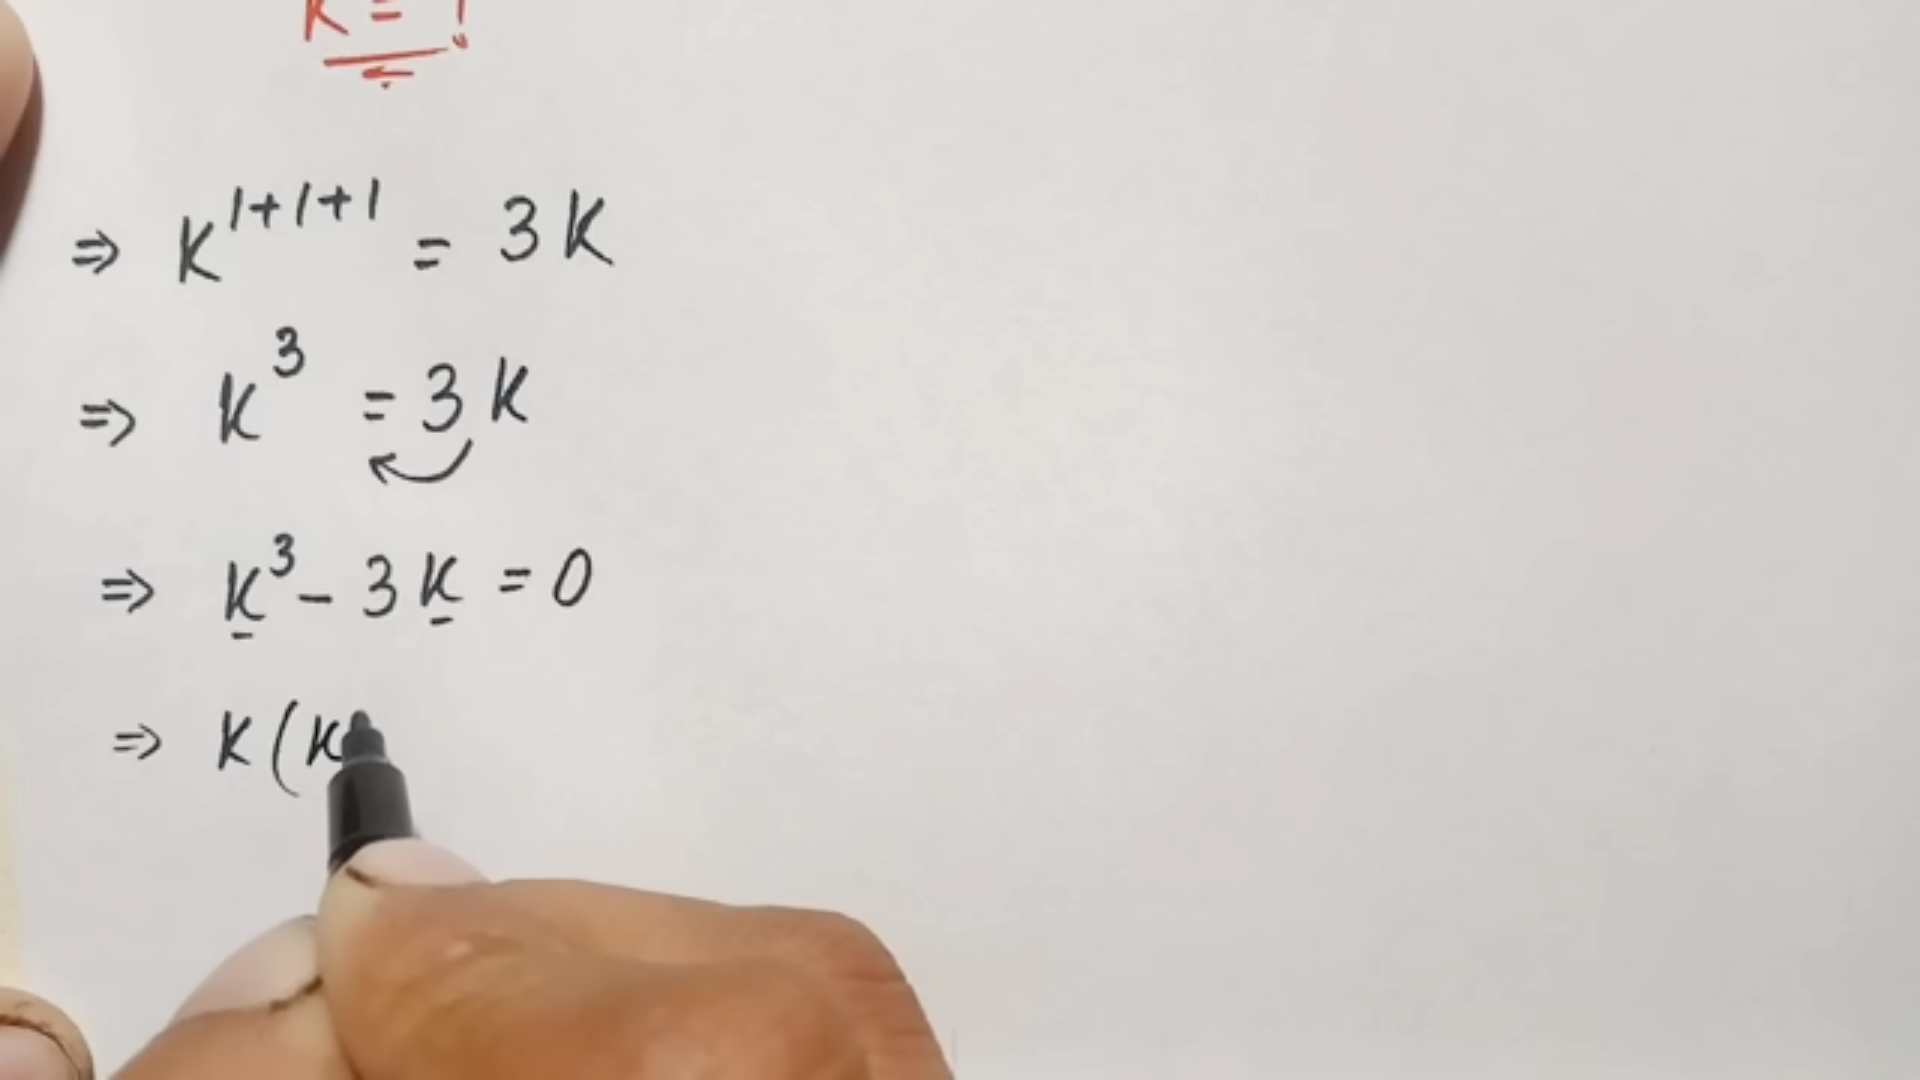 K = ?
⇒ K^{1+1+1} = 3K
⇒ K^3 = 3K
⇒ K^3 - 3K = 0
⇒ K(K